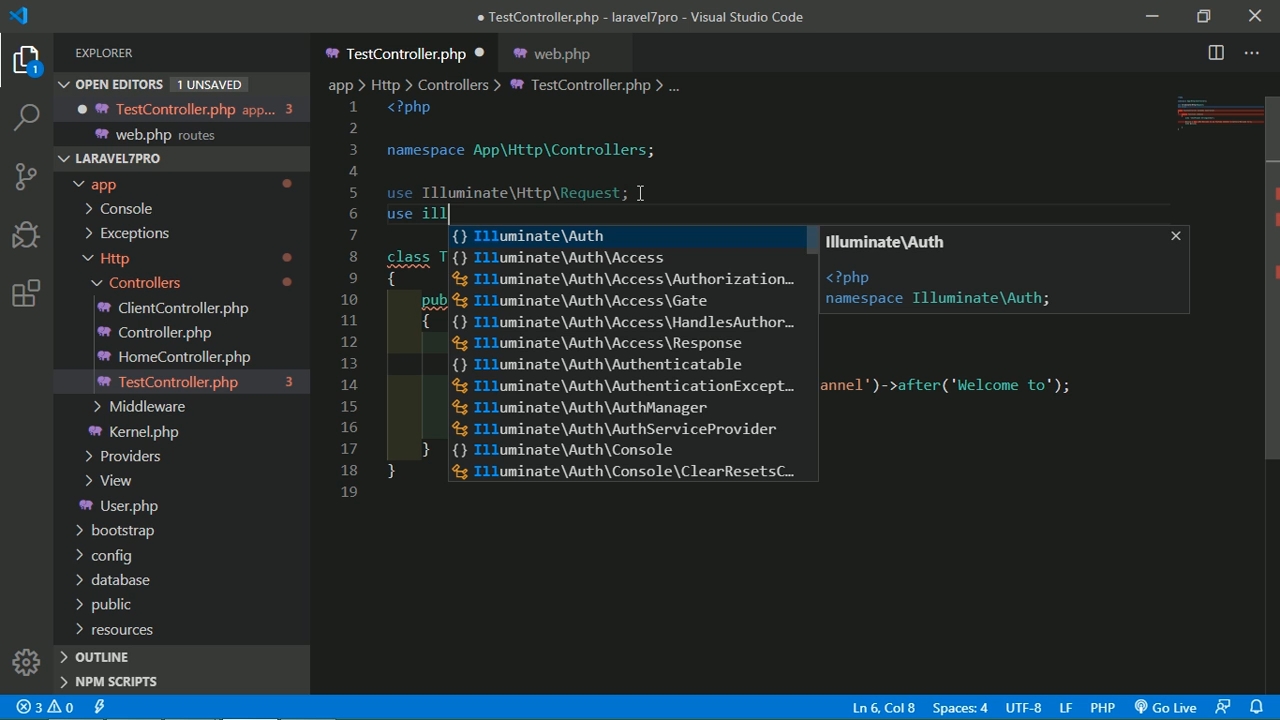 ● TestController.php - laravel7pro - Visual Studio Code
EXPLORER
1
OPEN EDITORS 1 UNSAVED
● TestController.php app... 3
web.php routes
LARAVEL7PRO
app
Console
Exceptions
Http
Controllers
ClientController.php
Controller.php
HomeController.php
TestController.php 3
Middleware
Kernel.php
Providers
View
User.php
bootstrap
config
database
public
resources
OUTLINE
NPM SCRIPTS
TestController.php ●
web.php
app > Http > Controllers > TestController.php > ...
1 <?php
2
3 namespace App\Http\Controllers;
4
5 use Illuminate\Http\Request;
6 use ill
7
8 class T
9 {
10 pub
11 {
12
13
14 annel')->after('Welcome to');
15
16
17 }
18 }
19
{} Illuminate\Auth
{} Illuminate\Auth\Access
Illuminate\Auth\Access\Authorization...
Illuminate\Auth\Access\Gate
{} Illuminate\Auth\Access\HandlesAuthor...
Illuminate\Auth\Access\Response
{} Illuminate\Auth\Authenticatable
Illuminate\Auth\AuthenticationExcept...
Illuminate\Auth\AuthManager
Illuminate\Auth\AuthServiceProvider
{} Illuminate\Auth\Console
Illuminate\Auth\Console\ClearResetsC...
Illuminate\Auth
<?php
namespace Illuminate\Auth;
3 0
Ln 6, Col 8 Spaces: 4 UTF-8 LF PHP Go Live